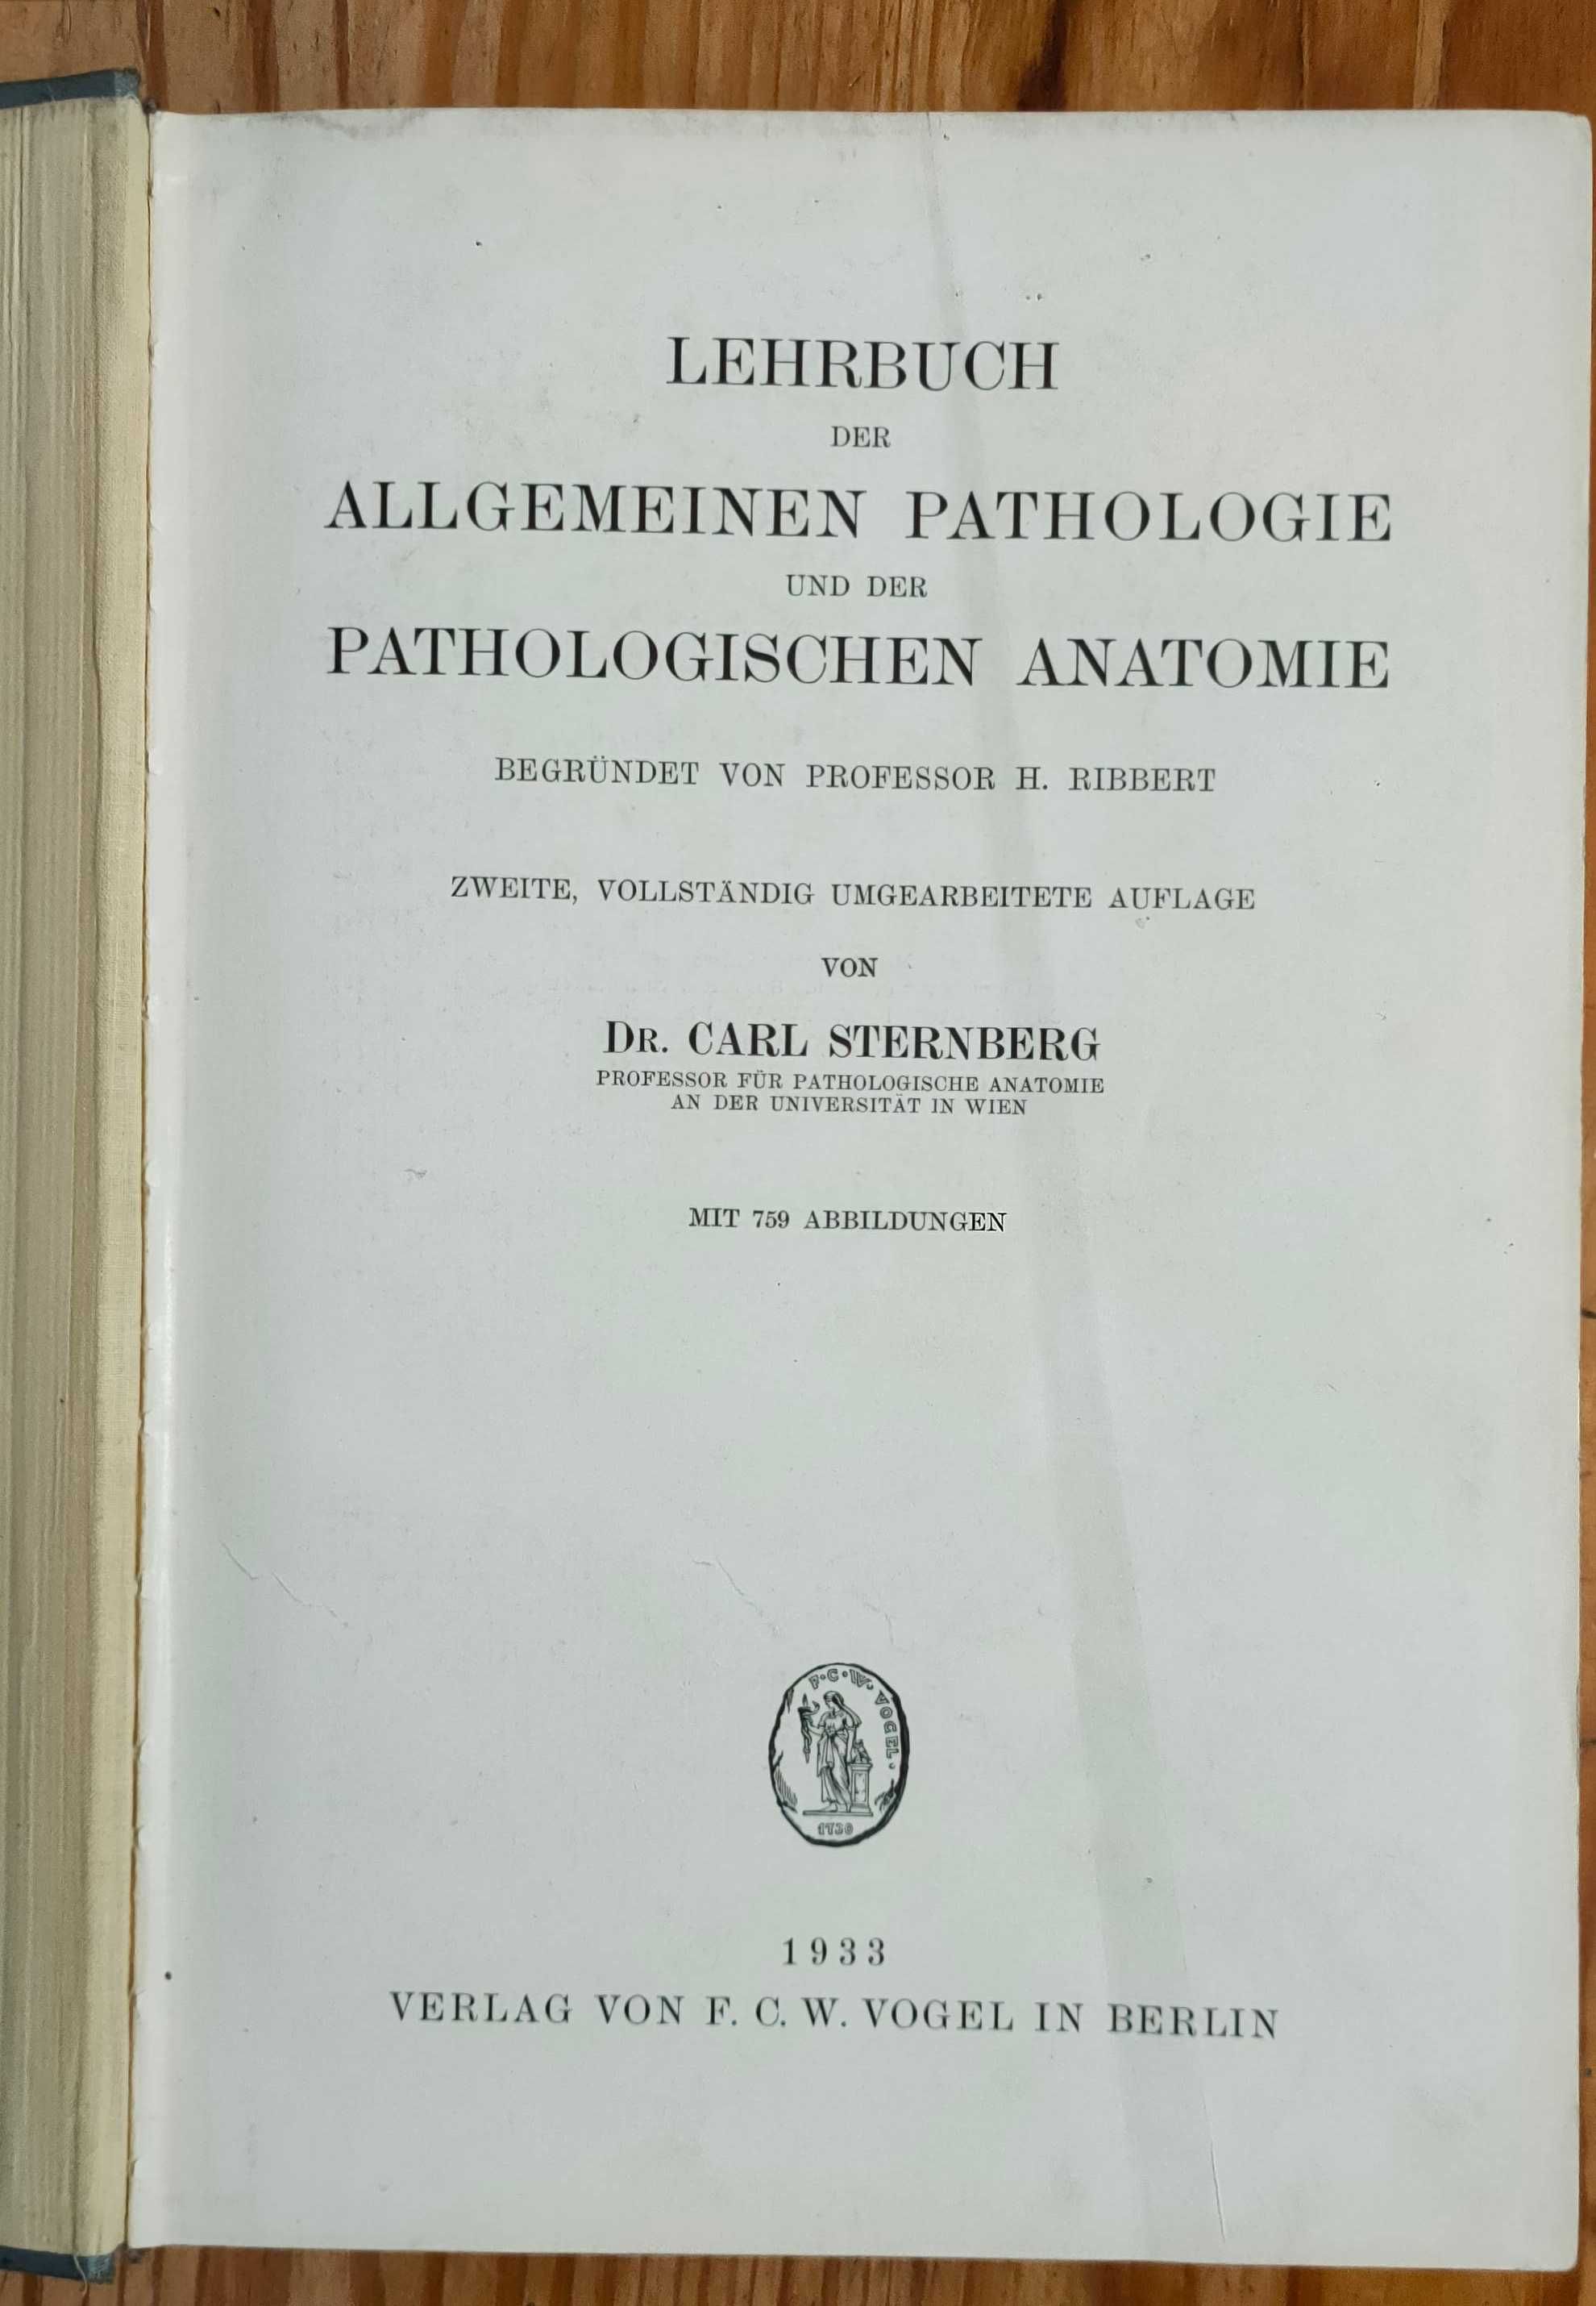 LEHRBUCH
DER
ALLGEMEINEN PATHOLOGIE
UND DER
PATHOLOGISCHEN ANATOMIE
BEGRÜNDET VON PROFESSOR H. RIBBERT
ZWEITE, VOLLSTÄNDIG UMGEARBEITETE AUFLAGE
VON
DR. CARL STERNBERG
PROFESSOR FÜR PATHOLOGISCHE ANATOMIE
AN DER UNIVERSITÄT IN WIEN
MIT 759 ABBILDUNGEN
F·C·W·VOGEL·
1730
1933
VERLAG VON F. C. W. VOGEL IN BERLIN